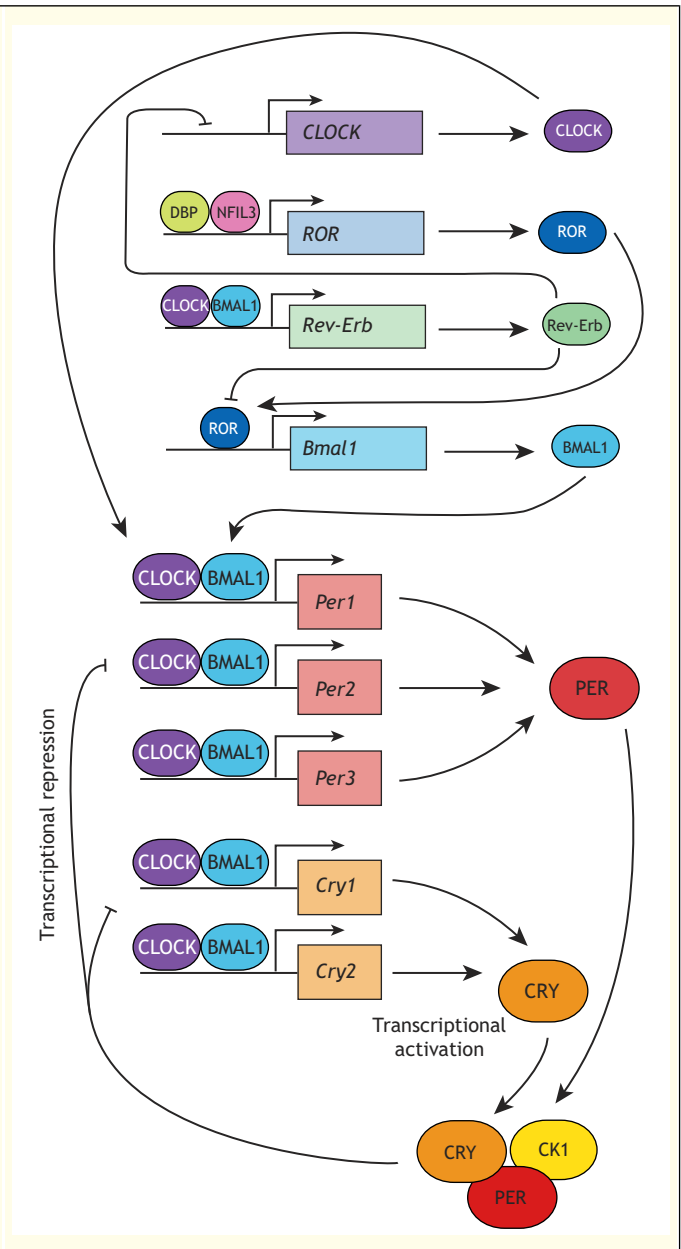 CLOCK
CLOCK
DBP
NFIL3
ROR
ROR
CLOCK
BMAL1
Rev-Erb
Rev-Erb
ROR
Bmal1
BMAL1
CLOCK
BMAL1
Per1
CLOCK
BMAL1
Per2
PER
CLOCK
BMAL1
Per3
Transcriptional repression
CLOCK
BMAL1
Cry1
CLOCK
BMAL1
Cry2
CRY
Transcriptional
activation
CRY
CK1
PER